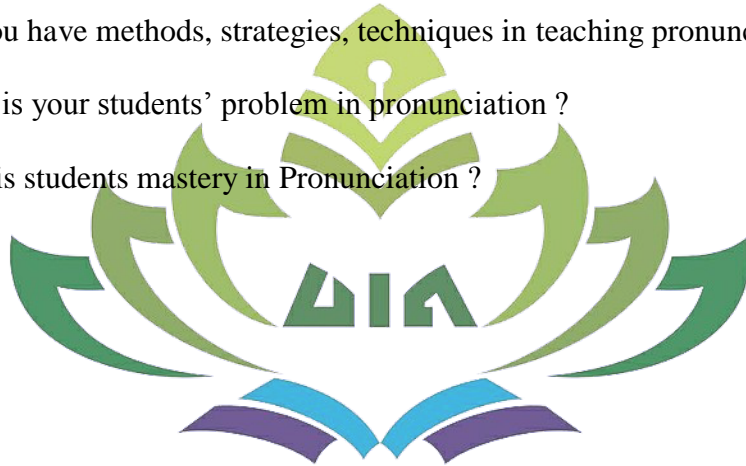 ou have methods, strategies, techniques in teaching pronunc
is your students’ problem in pronunciation ?
is students mastery in Pronunciation ?
UIN